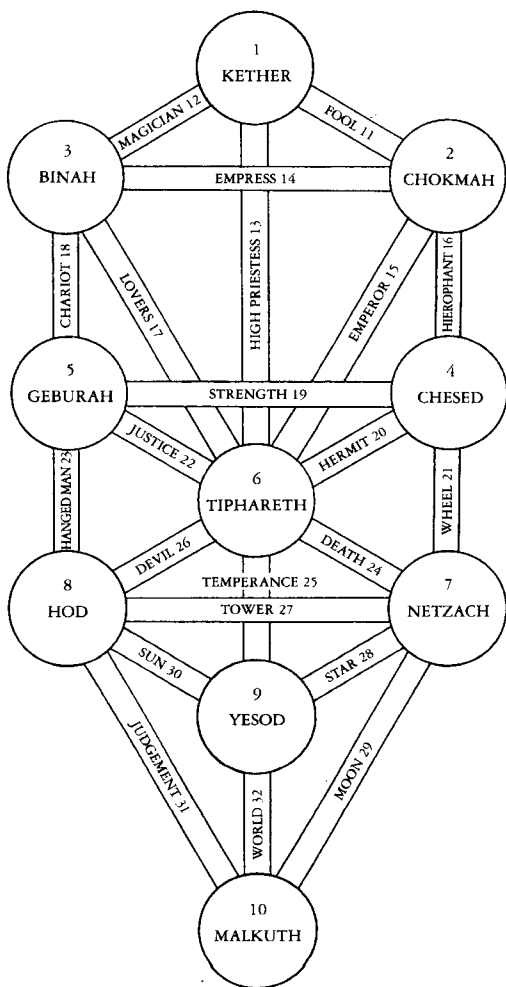 1
KETHER
MAGICIAN 12
FOOL 11
3
BINAH
2
CHOKMAH
EMPRESS 14
HIGH PRIESTESS 13
CHARIOT 18
LOVERS 17
EMPEROR 15
HIEROPHANT 16
5
GEBURAH
4
CHESED
STRENGTH 19
JUSTICE 22
HERMIT 20
6
TIPHARETH
HANGED MAN 23
WHEEL 21
DEVIL 26
DEATH 24
TEMPERANCE 25
8
HOD
TOWER 27
7
NETZACH
SUN 30
STAR 28
9
YESOD
JUDGEMENT 31
MOON 29
WORLD 32
10
MALKUTH